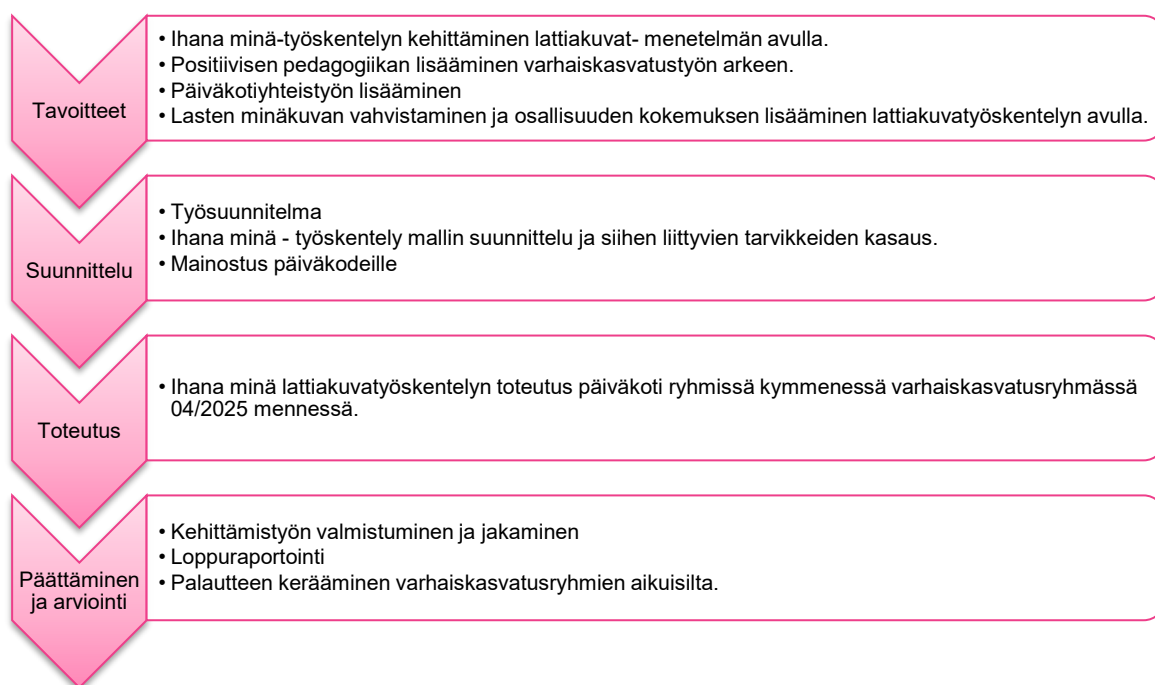 Tavoitteet
• Ihana minä-työskentelyn kehittäminen lattiakuvat- menetelmän avulla.
• Positiivisen pedagogiikan lisääminen varhaiskasvatustyön arkeen.
• Päiväkotiyhteistyön lisääminen
• Lasten minäkuvan vahvistaminen ja osallisuuden kokemuksen lisääminen lattiakuvatyöskentelyn avulla.
Suunnittelu
• Työsuunnitelma
• Ihana minä - työskentely mallin suunnittelu ja siihen liittyvien tarvikkeiden kasaus.
• Mainostus päiväkodeille
Toteutus
• Ihana minä lattiakuvatyöskentelyn toteutus päiväkoti ryhmissä kymmenessä varhaiskasvatusryhmässä
04/2025 mennessä.
Päättäminen
ja arviointi
• Kehittämistyön valmistuminen ja jakaminen
• Loppuraportointi
• Palautteen kerääminen varhaiskasvatusryhmien aikuisilta.